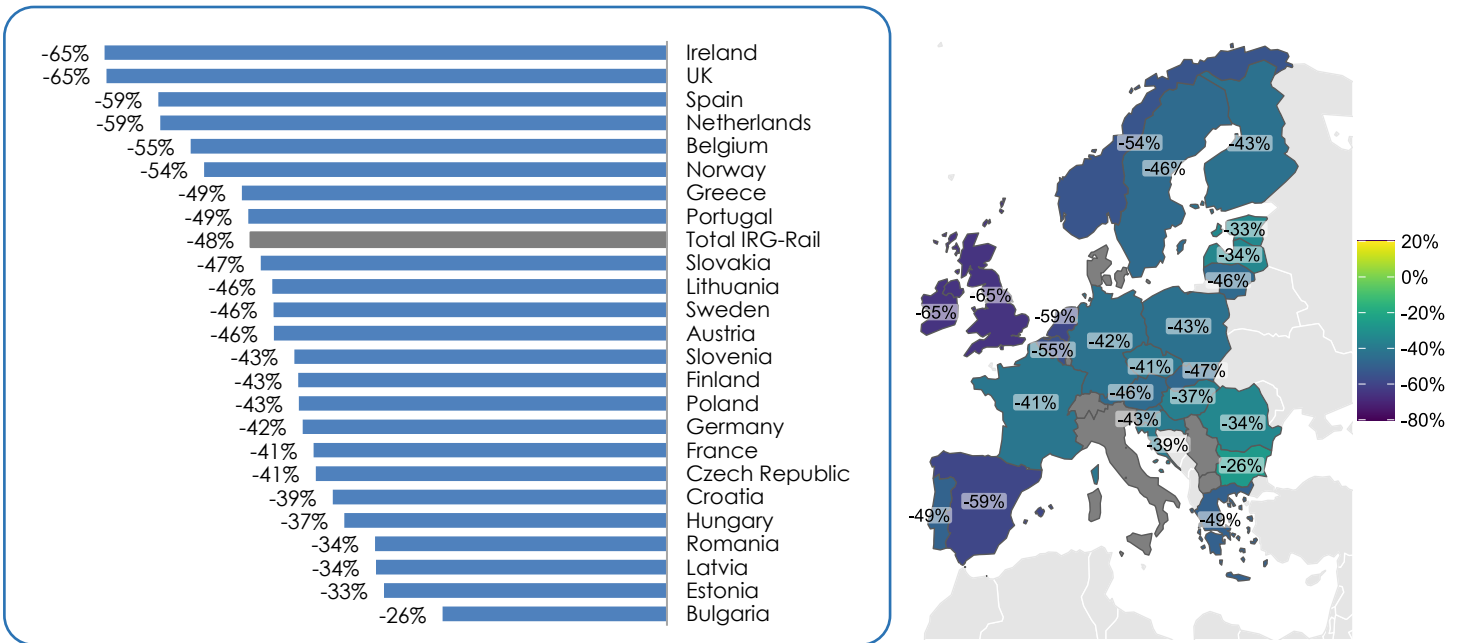 -65% Ireland
-65% UK
-59% Spain
-59% Netherlands
-55% Belgium
-54% Norway
-49% Greece
-49% Portugal
-48% Total IRG-Rail
-47% Slovakia
-46% Lithuania
-46% Sweden
-46% Austria
-43% Slovenia
-43% Finland
-43% Poland
-42% Germany
-41% France
-41% Czech Republic
-39% Croatia
-37% Hungary
-34% Romania
-34% Latvia
-33% Estonia
-26% Bulgaria
-54%
-43%
-46%
-33%
-34%
-46%
-65%
-65%
-59%
-43%
-42%
-55%
-41%
-47%
-46%
-37%
-41%
-43%
-34%
-39%
-26%
-59%
-49%
-49%
20%
0%
-20%
-40%
-60%
-80%